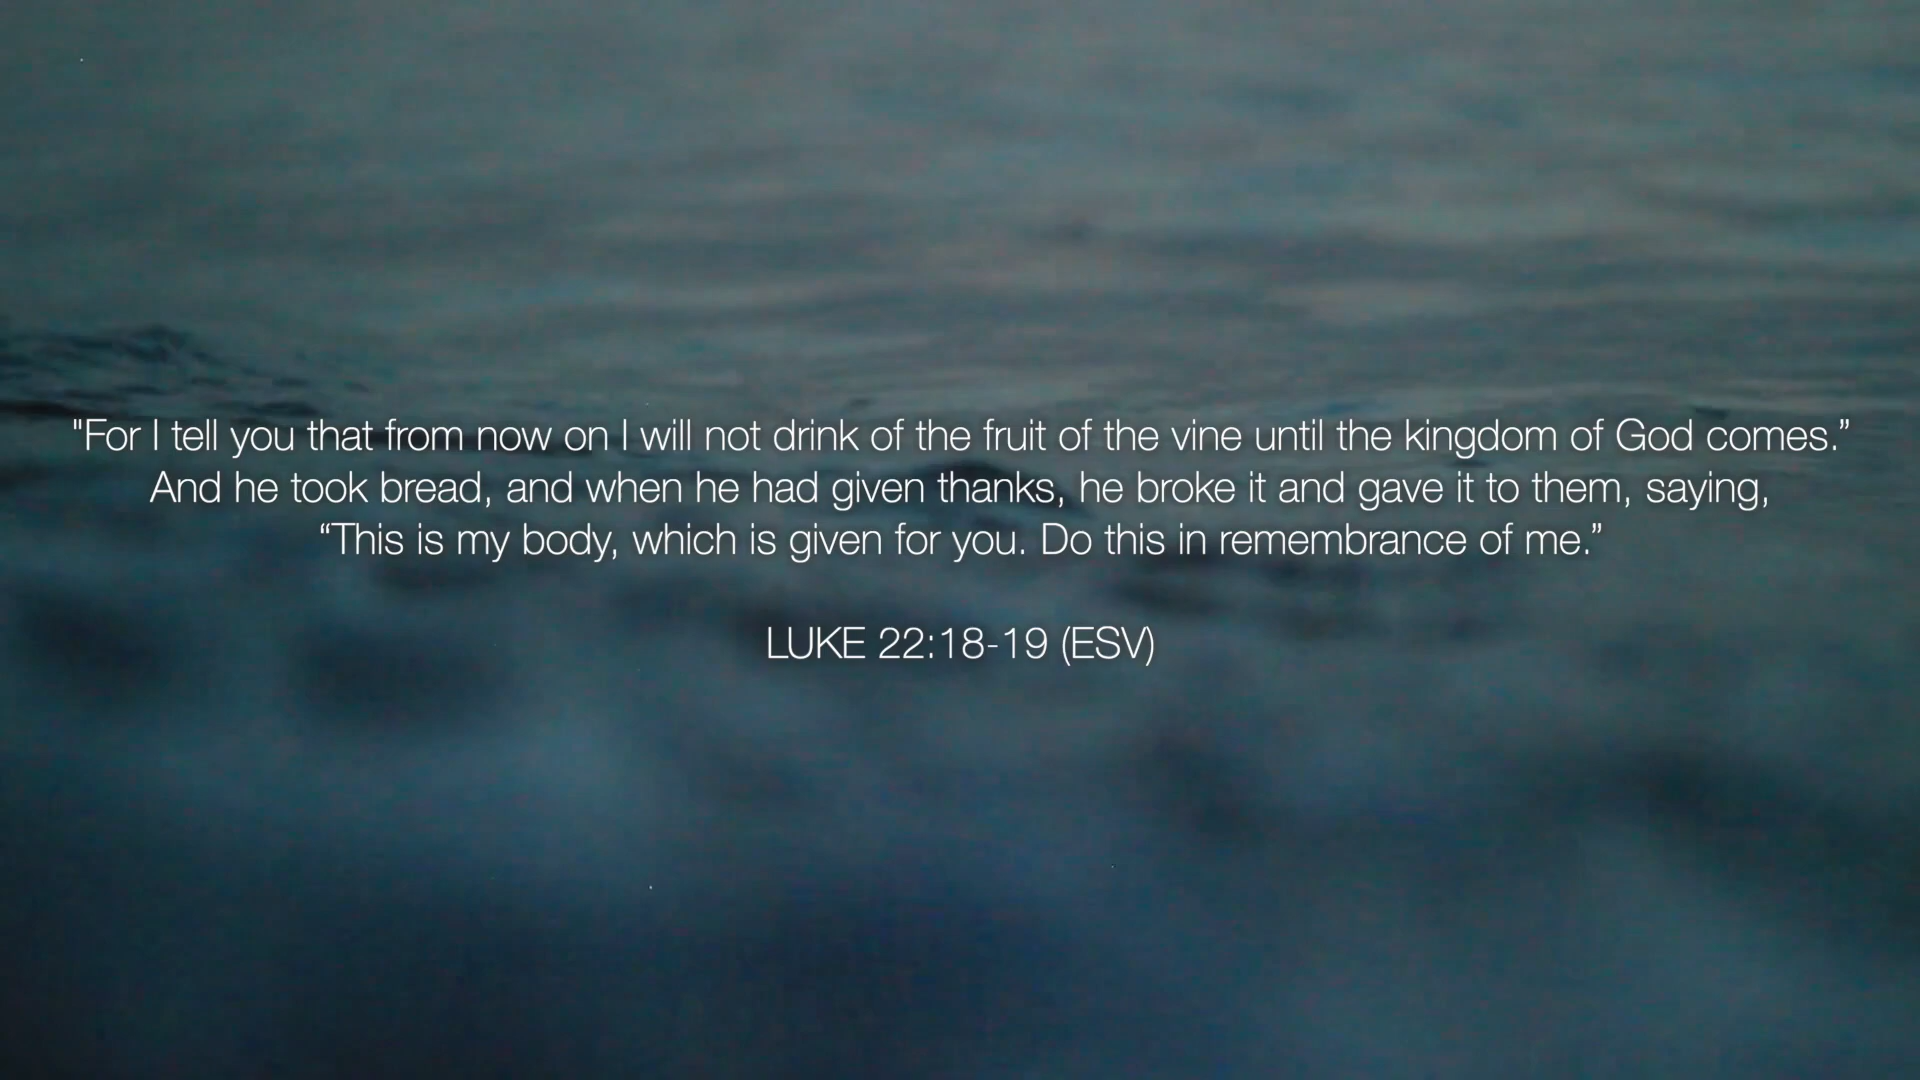 "For I tell you that from now on I will not drink of the fruit of the vine until the kingdom of God comes.”
And he took bread, and when he had given thanks, he broke it and gave it to them, saying,
“This is my body, which is given for you. Do this in remembrance of me.”
LUKE 22:18-19 (ESV)